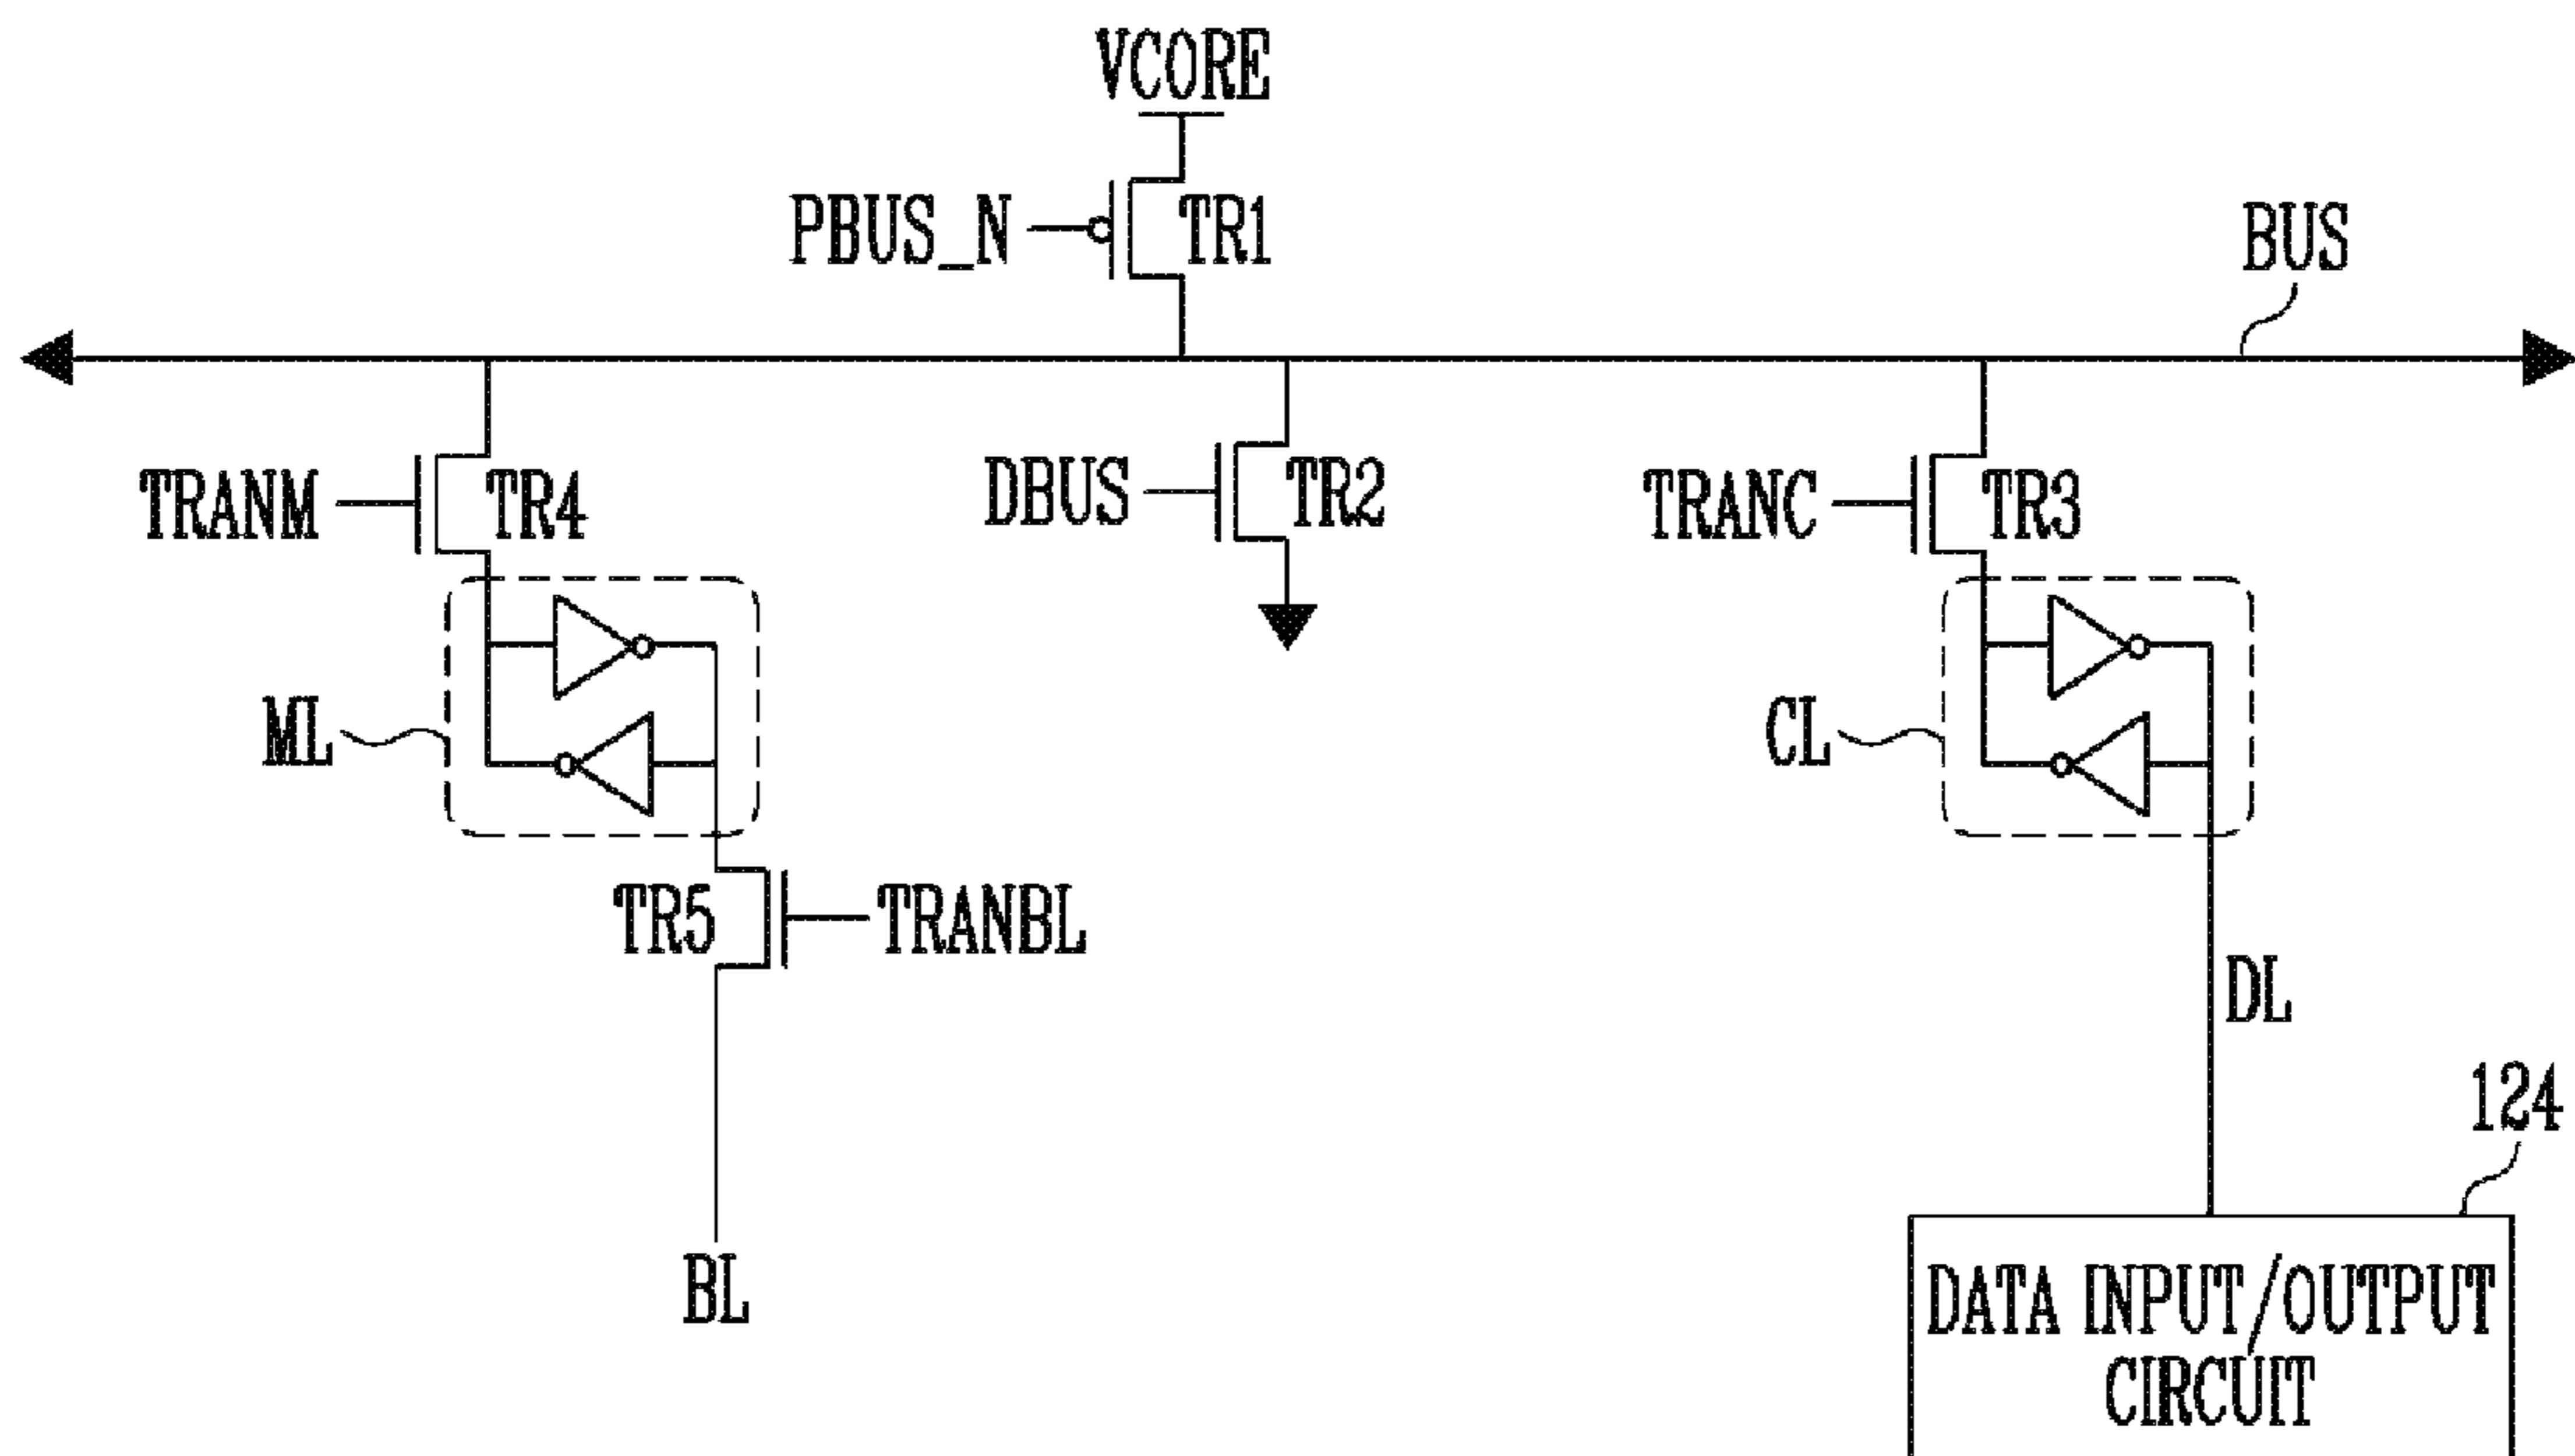 VCORE
PBUS_N
TR1
BUS
TRANM
TR4
DBUS
TR2
TRANC
TR3
ML
CL
TR5
TRANBL
DL
124
BL
DATA INPUT/OUTPUT
CIRCUIT